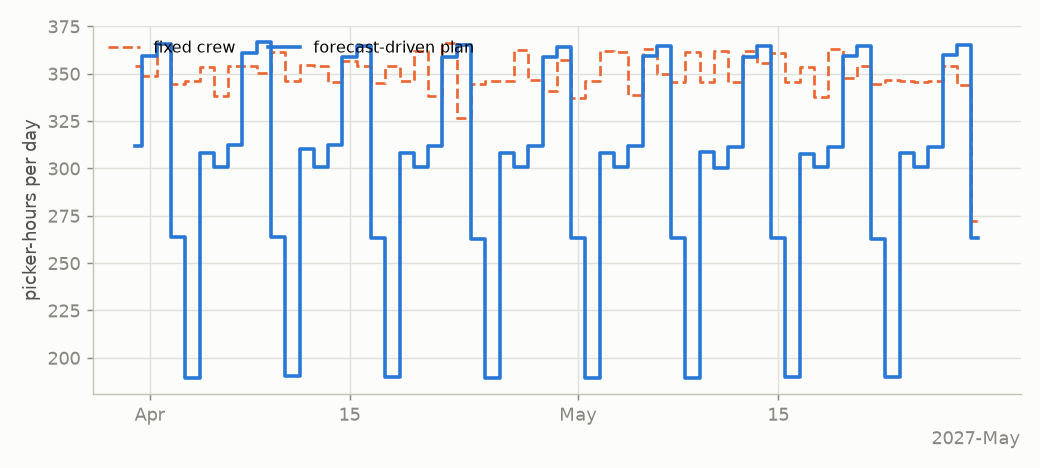 375
350
325
300
275
250
225
200
picker-hours per day
fixed crew
forecast-driven plan
Apr
15
May
15
2027-May